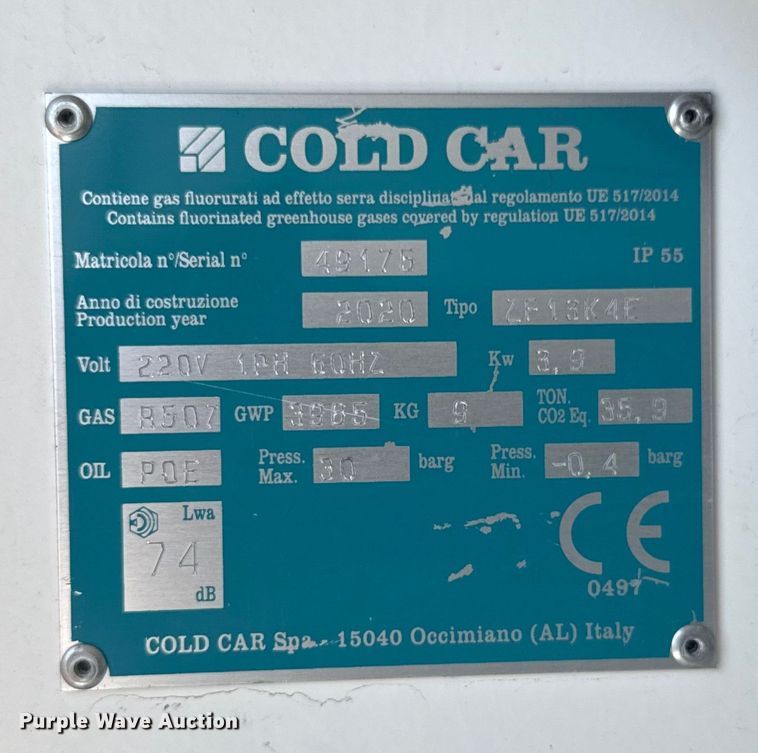 COLD CAR
Contiene gas fluorurati ad effetto serra disciplinati dal regolamento UE 517/2014
Contains fluorinated greenhouse gases covered by regulation UE 517/2014
Matricola n°/Serial n° 49175 IP 55
Anno di costruzione
Production year 2020 Tipo ZF13K4E
Volt 220V 1PH 60HZ Kw 3,9
GAS R507 GWP 3985 KG 9 TON.
CO2 Eq. 35,9
OIL POE Press.
Max. 30 barg Press.
Min. -0,4 barg
Lwa
74
dB
CE
0497
COLD CAR Spa - 15040 Occimiano (AL) Italy
Purple Wave Auction